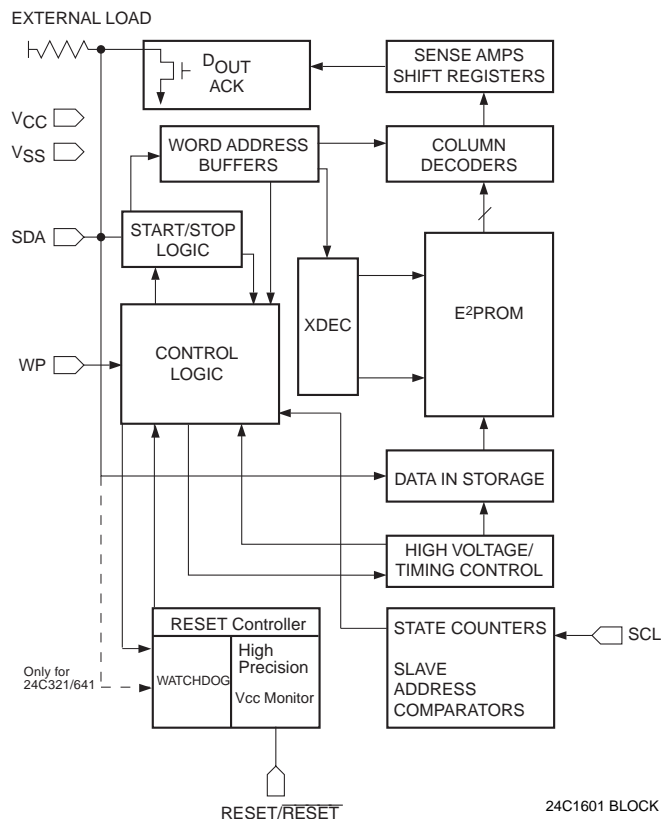 EXTERNAL LOAD
DOUT
ACK
SENSE AMPS
SHIFT REGISTERS
VCC
VSS
WORD ADDRESS
BUFFERS
COLUMN
DECODERS
SDA
START/STOP
LOGIC
XDEC
E2PROM
WP
CONTROL
LOGIC
DATA IN STORAGE
HIGH VOLTAGE/
TIMING CONTROL
RESET Controller
WATCHDOG
High
Precision
Vcc Monitor
Only for
24C321/641
STATE COUNTERS
SLAVE
ADDRESS
COMPARATORS
SCL
RESET/R̅E̅S̅E̅T̅
24C1601 BLOCK